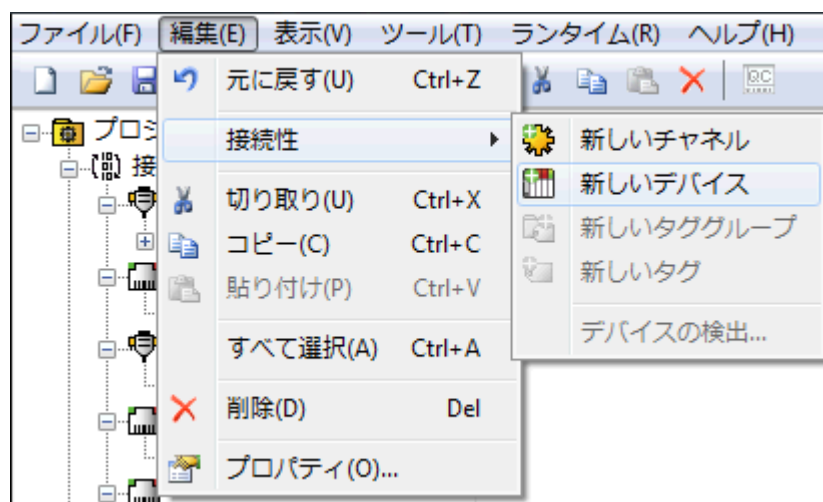 ファイル(F) 編集(E) 表示(V) ツール(T) ランタイム(R) ヘルプ(H)
元に戻す(U) Ctrl+Z
QC
プロジ
接続性
新しいチャネル
接
新しいデバイス
切り取り(U) Ctrl+X
新しいタググループ
コピー(C) Ctrl+C
新しいタグ
貼り付け(P) Ctrl+V
デバイスの検出...
すべて選択(A) Ctrl+A
削除(D) Del
プロパティ(O)...